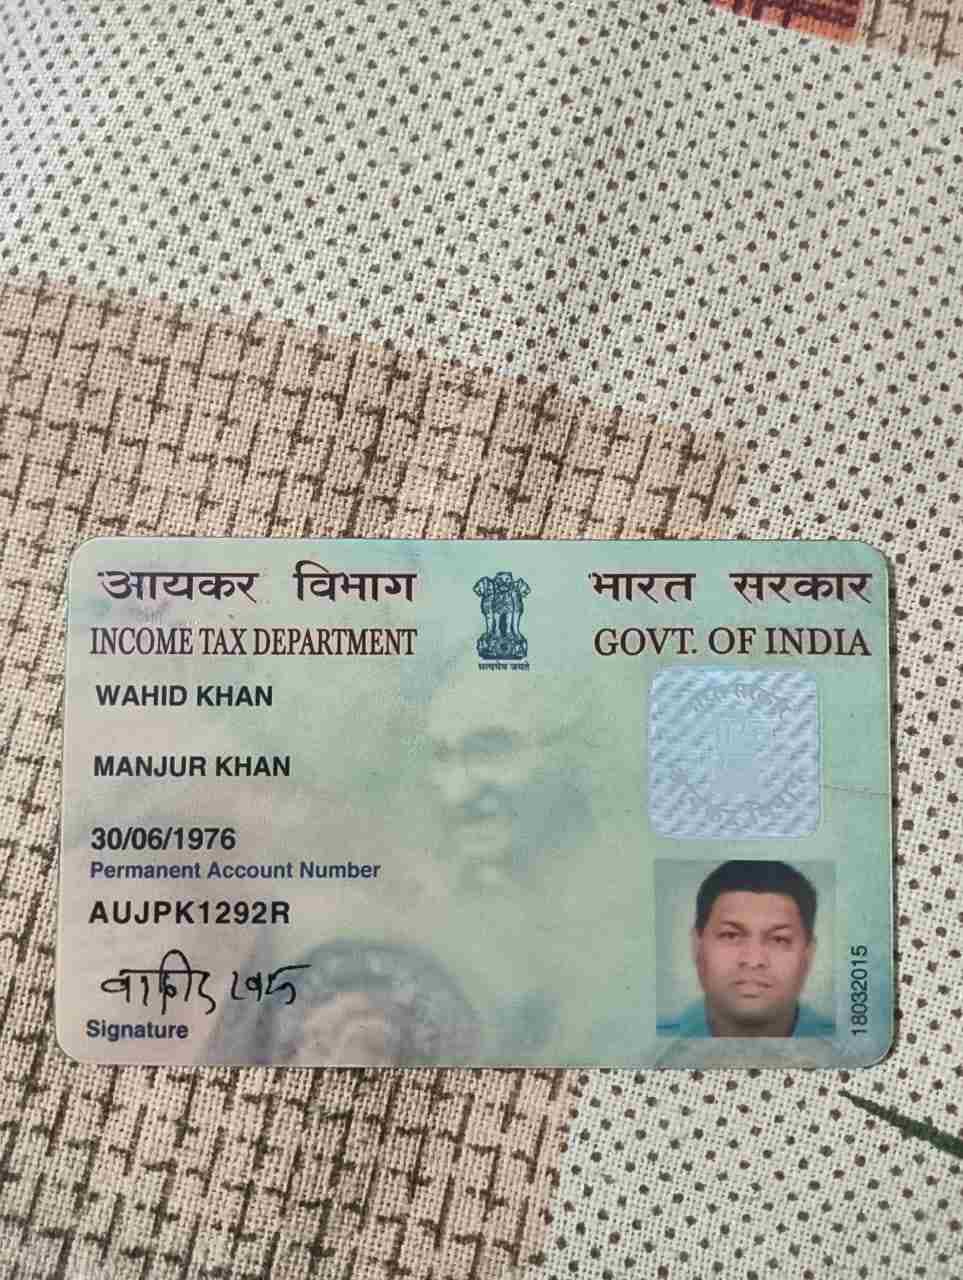 आयकर विभाग
INCOME TAX DEPARTMENT
भारत सरकार
GOVT. OF INDIA
सत्यमेव जयते
WAHID KHAN
MANJUR KHAN
30/06/1976
Permanent Account Number
AUJPK1292R
वाहिद खान
Signature
18032015